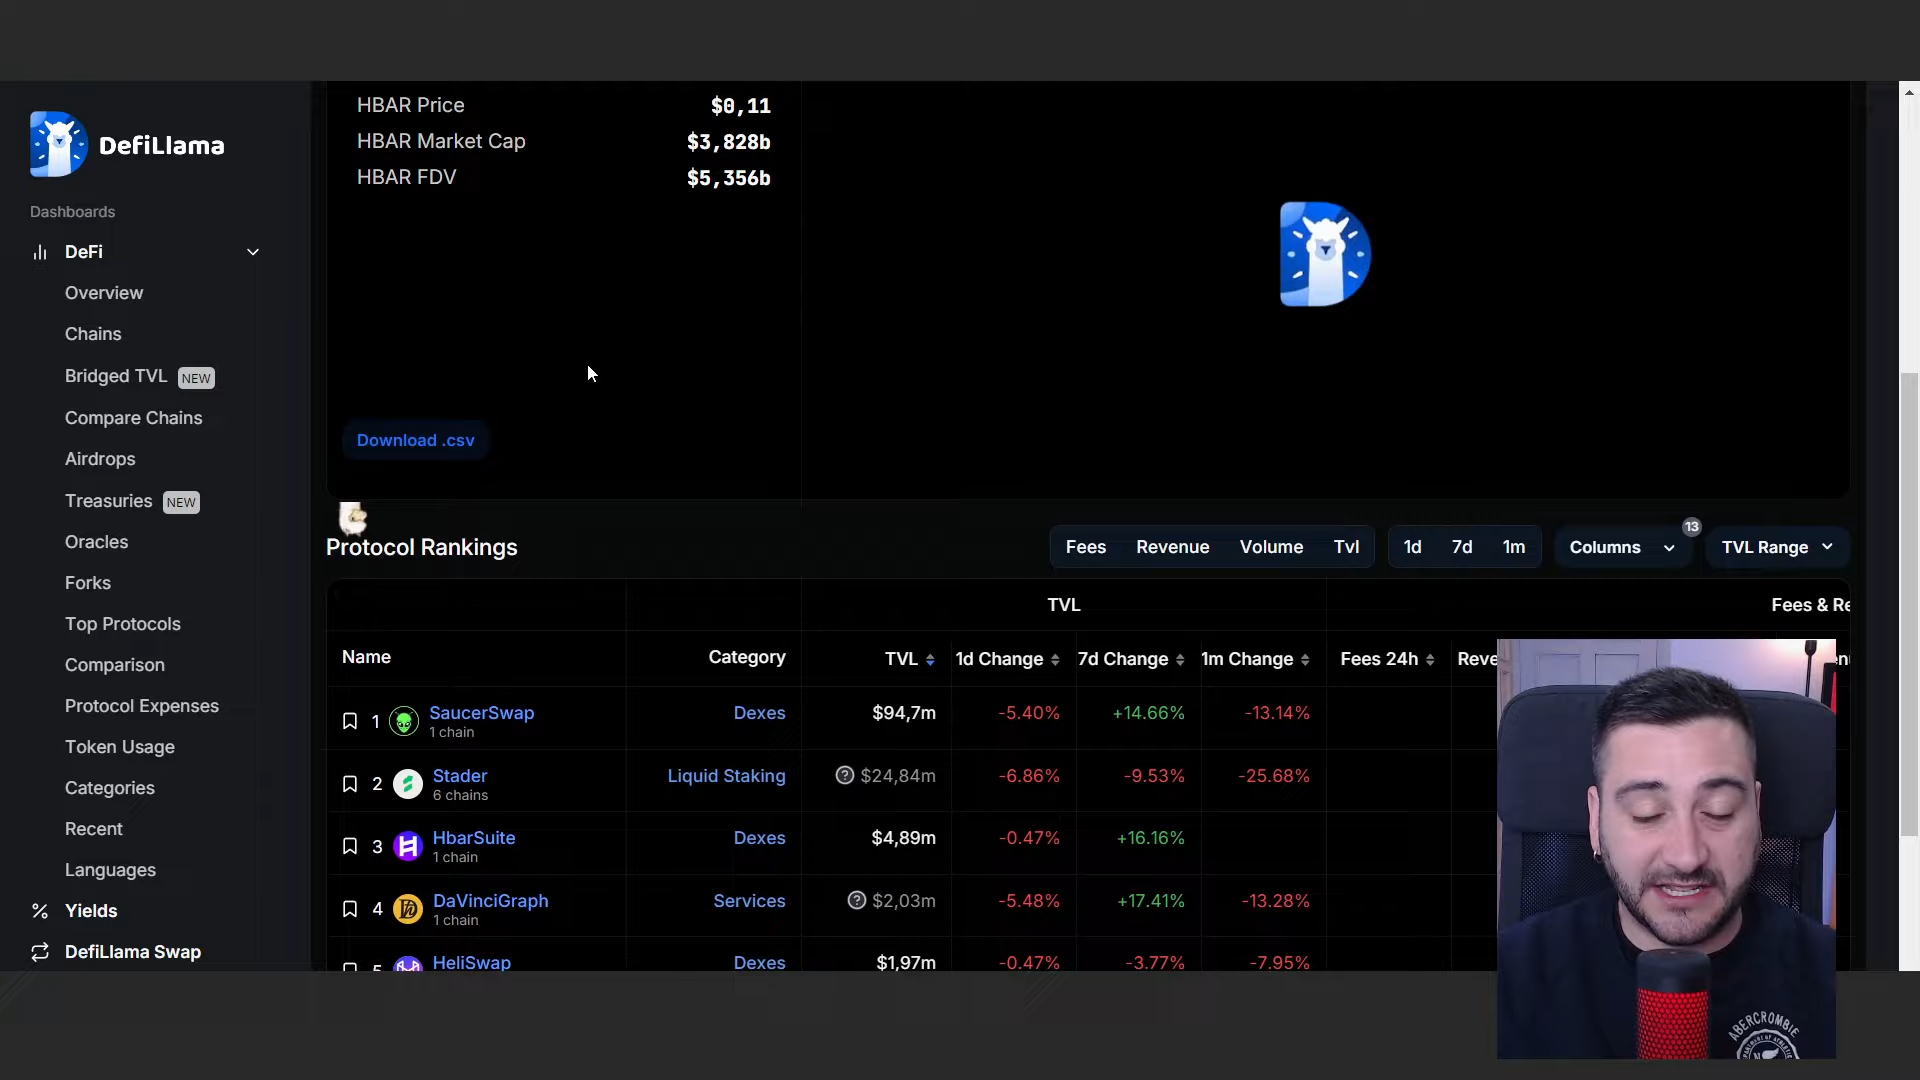 DefiLlama
Dashboards
DeFi
Overview
Chains
Bridged TVL NEW
Compare Chains
Airdrops
Treasuries NEW
Oracles
Forks
Top Protocols
Comparison
Protocol Expenses
Token Usage
Categories
Recent
Languages
Yields
DefiLlama Swap
HBAR Price $0,11
HBAR Market Cap $3,828b
HBAR FDV $5,356b
Download .csv
Protocol Rankings
Fees Revenue Volume Tvl
1d 7d 1m
Columns 13
TVL Range
TVL Fees & Re
Name Category TVL 1d Change 7d Change 1m Change Fees 24h Reve
1 SaucerSwap Dexes $94,7m -5.40% +14.66% -13.14%
1 chain
2 Stader Liquid Staking $24,84m -6.86% -9.53% -25.68%
6 chains
3 HbarSuite Dexes $4,89m -0.47% +16.16%
1 chain
4 DaVinciGraph Services $2,03m -5.48% +17.41% -13.28%
1 chain
5 HeliSwap Dexes $1,97m -0.47% -3.77% -7.95%
ABERCROMBIE